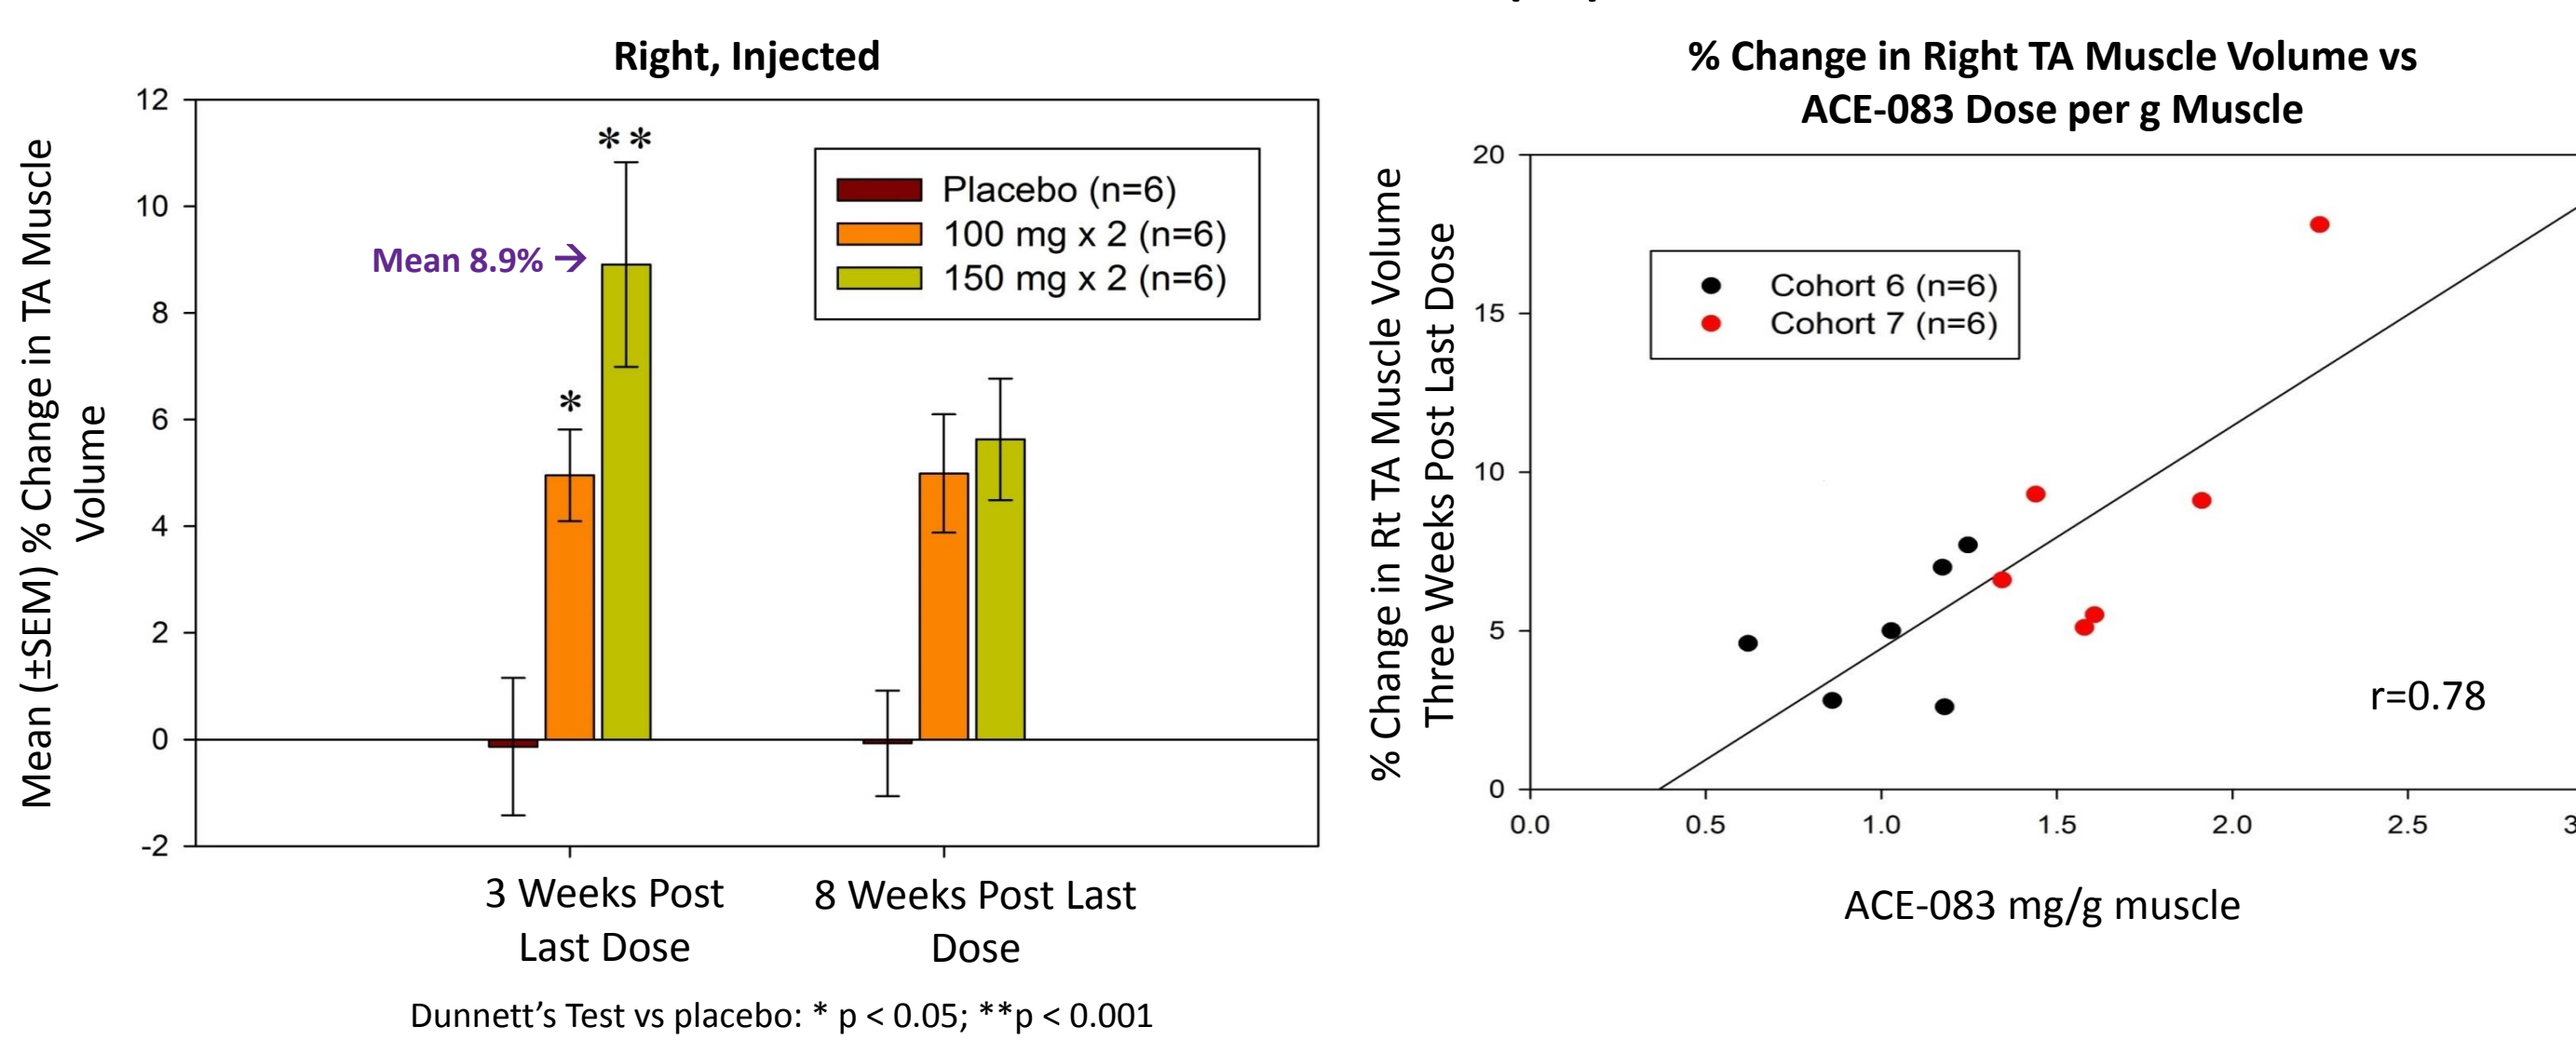 Right, Injected
12
10
8
6
4
2
0
-2
Mean (±SEM) % Change in TA Muscle
Volume
**
*
Mean 8.9% →
Placebo (n=6)
100 mg x 2 (n=6)
150 mg x 2 (n=6)
3 Weeks Post
Last Dose
8 Weeks Post Last
Dose
Dunnett’s Test vs placebo: * p < 0.05; **p < 0.001
% Change in Right TA Muscle Volume vs
ACE-083 Dose per g Muscle
% Change in Rt TA Muscle Volume
Three Weeks Post Last Dose
20
15
10
5
0
Cohort 6 (n=6)
Cohort 7 (n=6)
r=0.78
0.0 0.5 1.0 1.5 2.0 2.5
ACE-083 mg/g muscle